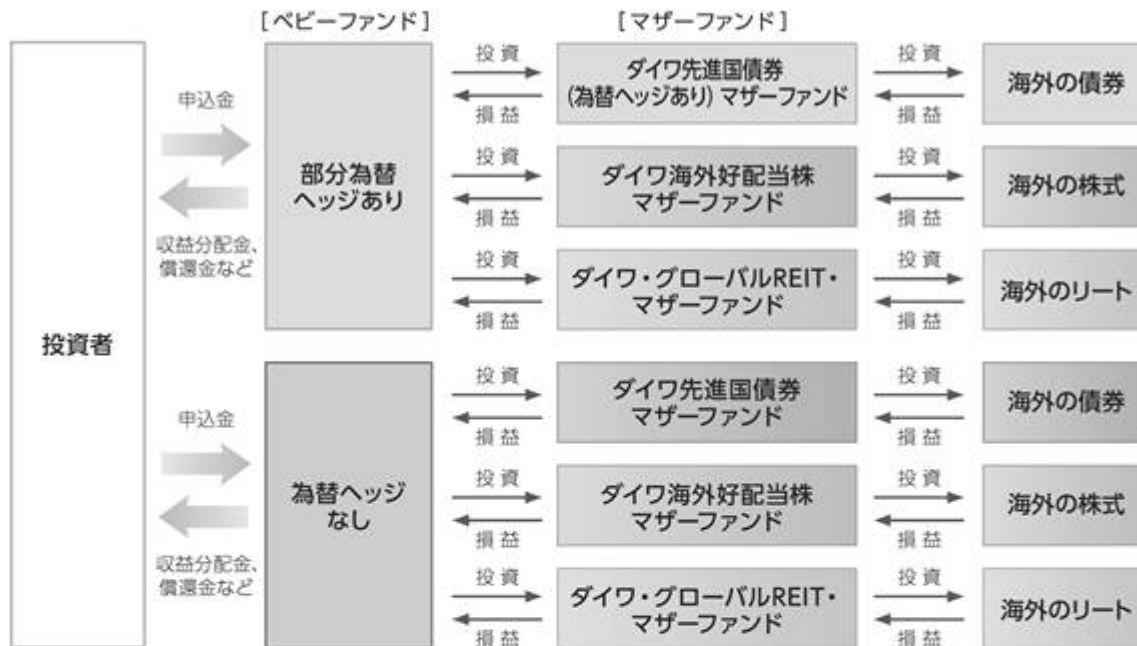 [ベビーファンド]
[マザーファンド]
投資者
申込金
収益分配金、
償還金など
部分為替
ヘッジあり
投資
損益
ダイワ先進国債券
(為替ヘッジあり) マザーファンド
投資
損益
海外の債券
投資
損益
ダイワ海外好配当株
マザーファンド
投資
損益
海外の株式
投資
損益
ダイワ・グローバルREIT・
マザーファンド
投資
損益
海外のリート
申込金
収益分配金、
償還金など
為替ヘッジ
なし
投資
損益
ダイワ先進国債券
マザーファンド
投資
損益
海外の債券
投資
損益
ダイワ海外好配当株
マザーファンド
投資
損益
海外の株式
投資
損益
ダイワ・グローバルREIT・
マザーファンド
投資
損益
海外のリート